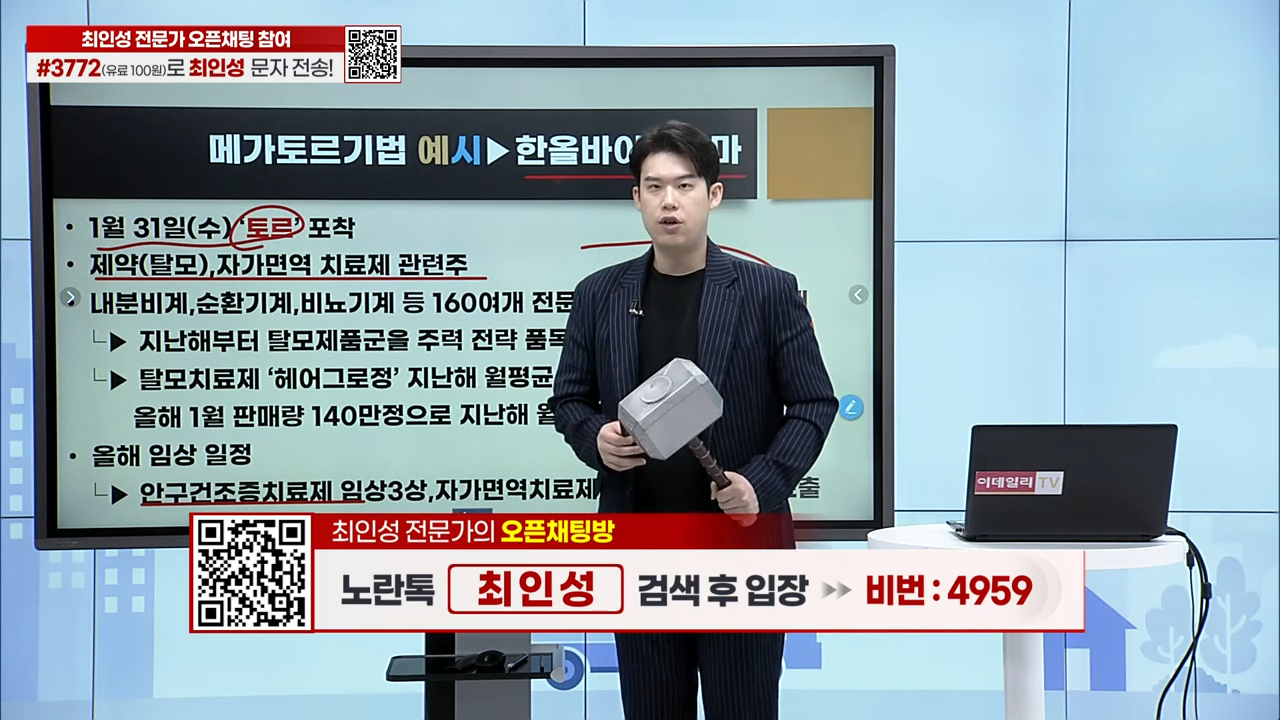 최인성 전문가 오픈채팅 참여
#3772(유료 100원)로 최인성 문자 전송!
메가토르기법 예시▶한올바이
마
• 1월 31일(수) '토르' 포착
• 제약(탈모),자가면역 치료제 관련주
• 내분비계,순환기계,비뇨기계 등 160여개 전문
└▶ 지난해부터 탈모제품군을 주력 전략 품목
└▶ 탈모치료제 '헤어그로정' 지난해 월평균
올해 1월 판매량 140만정으로 지난해 월
• 올해 임상 일정
└▶ 안구건조증치료제 임상3상,자가면역치료제
출
이데일리 TV
최인성 전문가의 오픈채팅방
노란톡 최인성 검색 후 입장 ▶▶ 비번 : 4959